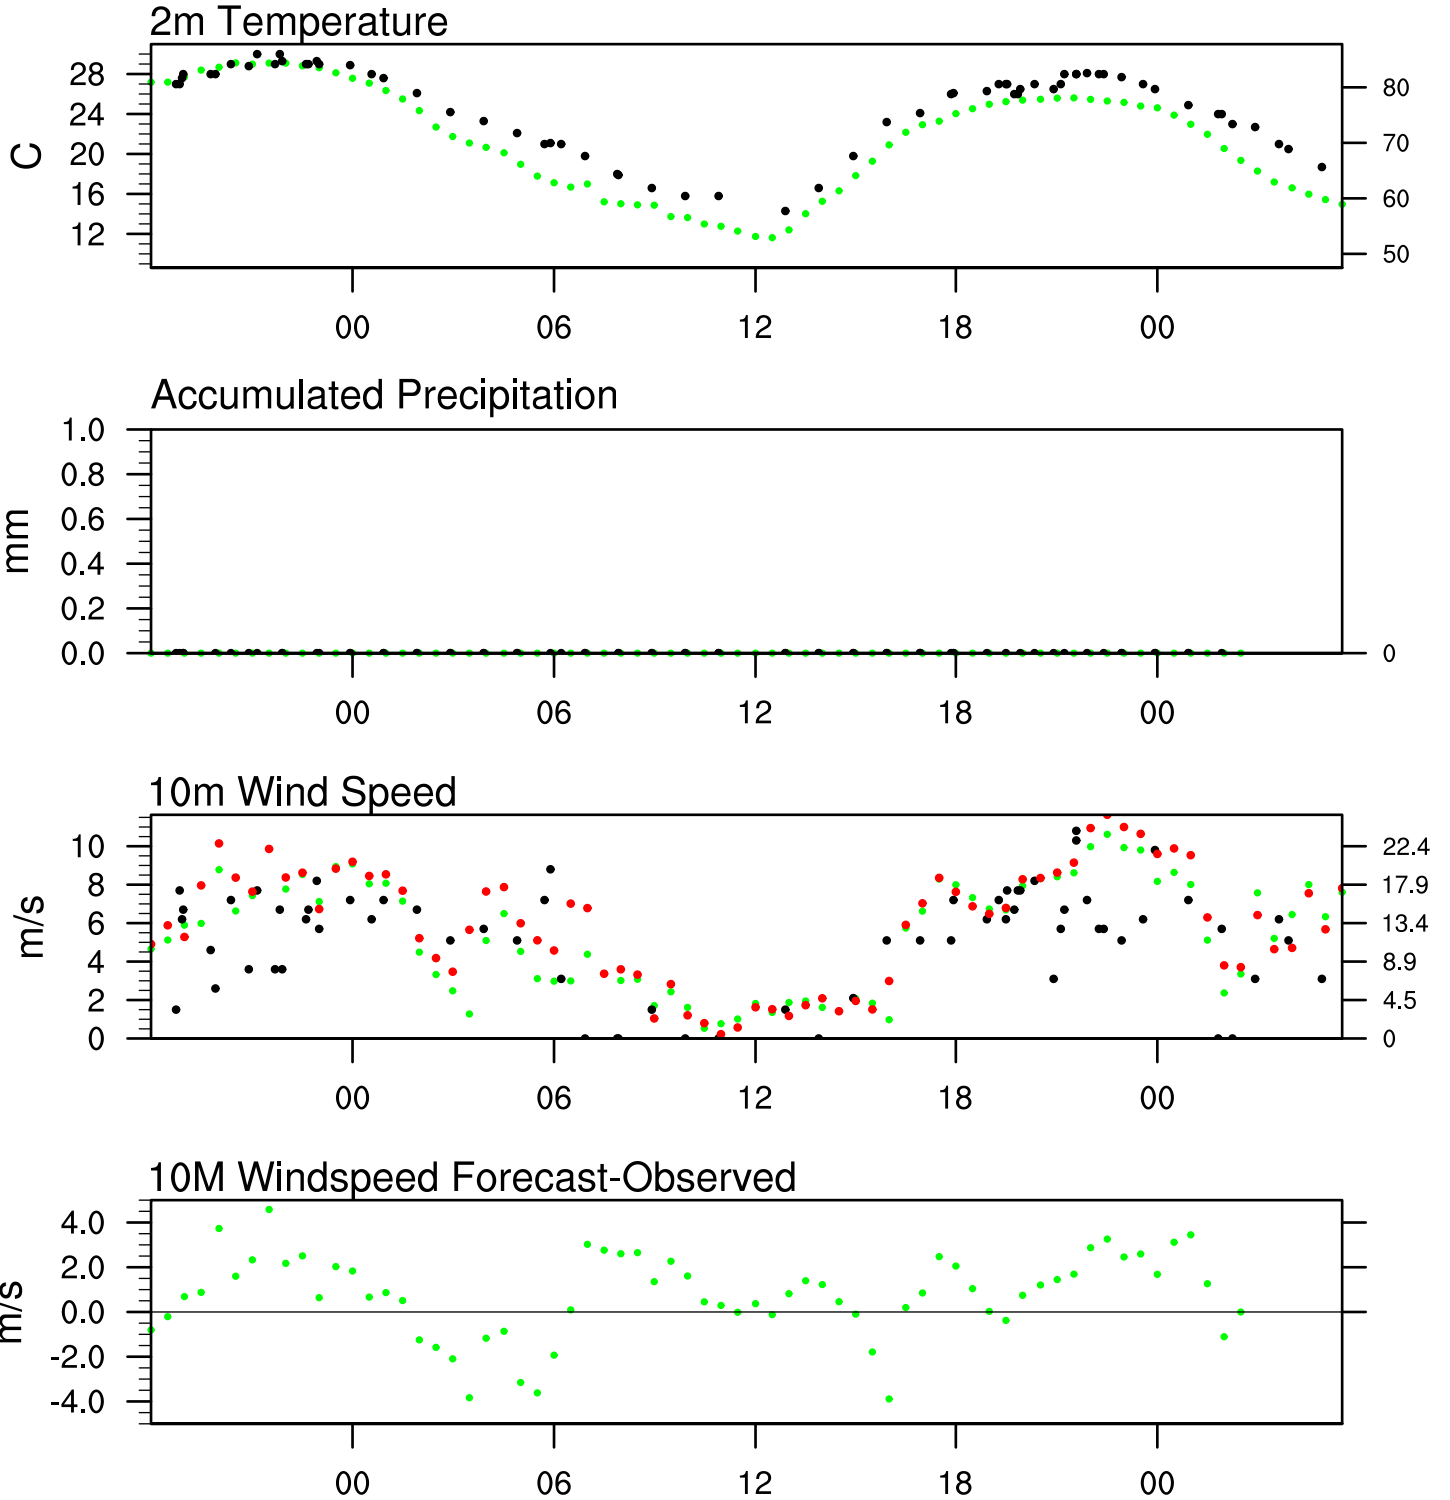 2m Temperature
28
24
20
16
12
C
80
70
60
50
00 06 12 18 00
Accumulated Precipitation
1.0
0.8
0.6
0.4
0.2
0.0
mm
0
00 06 12 18 00
10m Wind Speed
10
8
6
4
2
0
m/s
22.4
17.9
13.4
8.9
4.5
0
00 06 12 18 00
10M Windspeed Forecast-Observed
4.0
2.0
0.0
-2.0
-4.0
m/s
00 06 12 18 00